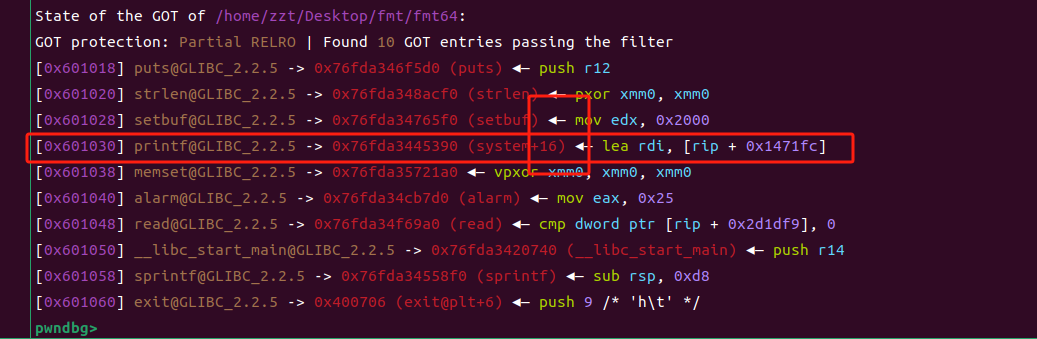 State of the GOT of /home/zzt/Desktop/fmt/fmt64:
GOT protection: Partial RELRO | Found 10 GOT entries passing the filter
[0x601018] puts@GLIBC_2.2.5 -> 0x76fda346f5d0 (puts) ◂— push r12
[0x601020] strlen@GLIBC_2.2.5 -> 0x76fda348acf0 (strlen) ◂— pxor xmm0, xmm0
[0x601028] setbuf@GLIBC_2.2.5 -> 0x76fda34765f0 (setbuf) ◂— mov edx, 0x2000
[0x601030] printf@GLIBC_2.2.5 -> 0x76fda3445390 (system+16) ◂— lea rdi, [rip + 0x1471fc]
[0x601038] memset@GLIBC_2.2.5 -> 0x76fda35721a0 ◂— vpxor xmm0, xmm0, xmm0
[0x601040] alarm@GLIBC_2.2.5 -> 0x76fda34cb7d0 (alarm) ◂— mov eax, 0x25
[0x601048] read@GLIBC_2.2.5 -> 0x76fda34f69a0 (read) ◂— cmp dword ptr [rip + 0x2d1df9], 0
[0x601050] __libc_start_main@GLIBC_2.2.5 -> 0x76fda3420740 (__libc_start_main) ◂— push r14
[0x601058] sprintf@GLIBC_2.2.5 -> 0x76fda34558f0 (sprintf) ◂— sub rsp, 0xd8
[0x601060] exit@GLIBC_2.2.5 -> 0x400706 (exit@plt+6) ◂— push 9 /* 'h\t' */
pwndbg>